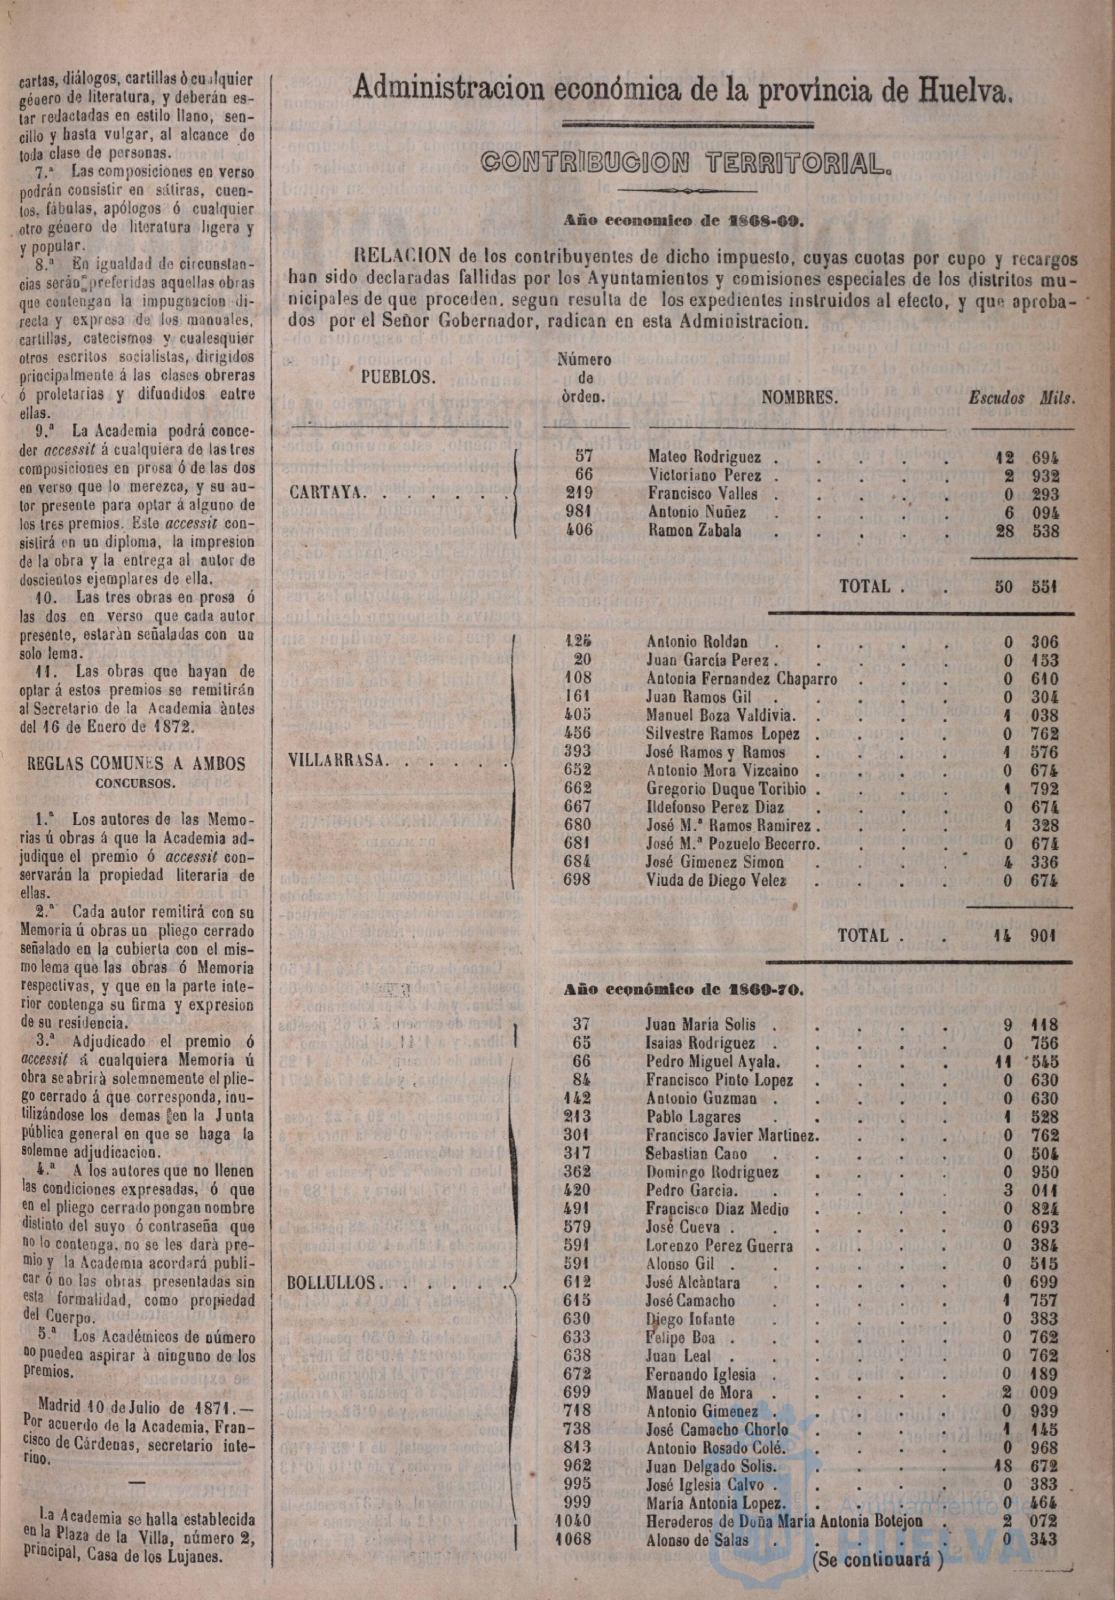 cartas, diálogos, cartillas ó cualquier
género de literatura, y deberán es-
tar redactadas en estilo llano, sen-
cillo y hasta vulgar, al alcance de
toda clase de personas.
7.ª Las composiciones en verso
podrán consistir en sátiras, cuen-
tos, fábulas, apólogos ó cualquier
otro género de literatura ligera y
y popular.
8.ª En igualdad de circunstan-
cias serán preferidas aquellas obras
que contengan la impugnacion di-
recta y expresa de los manuales,
cartillas, catecismos y cualesquier
otros escritos socialistas, dirigidos
principalmente á las clases obreras
ó proletarias y difundidos entre
ellas.
9.ª La Academia podrá conce-
der accessit á cualquiera de las tres
composiciones en prosa ó de las dos
en verso que lo merezca, y su au-
tor presente para optar á alguno de
los tres premios. Este accessit con-
sistirá en un diploma, la impresion
de la obra y la entrega al autor de
doscientos ejemplares de ella.
10. Las tres obras en prosa ó
las dos en verso que cada autor
presente, estarán señaladas con un
solo lema.
11. Las obras que hayan de
optar á estos premios se remitirán
al Secretario de la Academia àntes
del 16 de Enero de 1872.
REGLAS COMUNES A AMBOS
CONCURSOS.
1.ª Los autores de las Memo-
rias ú obras á que la Academia ad-
judique el premio ó accessit con-
servarán la propiedad literaria de
ellas.
2.ª Cada autor remitirá con su
Memoria ú obras un pliego cerrado
señalado en la cubierta con el mis-
mo lema que las obras ó Memoria
respectivas, y que en la parte inte-
rior contenga su firma y expresion
de su residencia.
3.ª Adjudicado el premio ó
accessit á cualquiera Memoria ú
obra se abrirà solemnemente el plie-
go cerrado á que corresponda, inu-
tilizándose los demas en la Junta
pública general en que se haga la
solemne adjudicacion.
4.ª A los autores que no llenen
las condiciones expresadas, ó que
en el pliego cerrado pongan nombre
distinto del suyo ó contraseña que
no lo contenga, no se les dará pre-
mio y la Academia acordará publi-
car ó no las obras presentadas sin
esta formalidad, como propiedad
del Cuerpo.
5.ª Los Académicos de número
no pueden aspirar à ninguno de los
premios.
Madrid 10 de Julio de 1871.—
Por acuerdo de la Academia, Fran-
cisco de Cárdenas, secretario inte-
rino.
La Academia se halla establecida
en la Plaza de la Villa, número 2,
principal, Casa de los Lujanes.
Administracion económica de la província de Huelva.
CONTRIBUCION TERRITORIAL.
Año economico de 1868-69.
RELACION de los contribuyentes de dicho impuesto, cuyas cuotas por cupo y recargos
han sido declaradas fallidas por los Ayuntamientos y comisiones especiales de los distritos mu-
nicipales de que proceden, segun resulta de los expedientes instruidos al efecto, y que aproba-
dos por el Señor Gobernador, radican en esta Administracion.
PUEBLOS. Número de òrden. NOMBRES. Escudos Mils.
CARTAYA. . . . . . .
57 Mateo Rodriguez . . . . . 12 694
66 Victoriano Perez . . . . . 2 932
219 Francisco Valles . . . . . 0 293
981 Antonio Nuñez . . . . . 6 094
406 Ramon Zabala . . . . . 28 538
TOTAL . . 50 551
VILLARRASA. . . . . .
125 Antonio Roldan . . . . . 0 306
20 Juan García Perez . . . . . 0 153
108 Antonia Fernandez Chaparro . . . 0 610
161 Juan Ramos Gil . . . . . 0 304
405 Manuel Boza Valdivia. . . . . 1 038
456 Silvestre Ramos Lopez . . . . 0 762
393 José Ramos y Ramos . . . . 1 576
652 Antonio Mora Vizcaino . . . . 0 674
662 Gregorio Duque Toribio . . . . 1 792
667 Ildefonso Perez Diaz . . . . 0 674
680 José M.ª Ramos Ramirez . . . . 1 328
681 José M.ª Pozuelo Becerro. . . . 0 674
684 José Gimenez Simon . . . . 4 336
698 Viuda de Diego Velez . . . . 0 674
TOTAL . . 14 901
Año económico de 1869-70.
BOLLULLOS. . . . . . .
37 Juan María Solis . . . . . 9 118
65 Isaias Rodriguez . . . . . 0 756
66 Pedro Miguel Ayala. . . . . 11 545
84 Francisco Pinto Lopez . . . . 0 630
142 Antonio Guzman . . . . . 0 630
213 Pablo Lagares . . . . . 1 528
301 Francisco Javier Martinez. . . . 0 762
317 Sebastian Cano . . . . . 0 504
362 Domingo Rodriguez . . . . 0 950
420 Pedro Garcia. . . . . . 3 011
491 Francisco Diaz Medio . . . . 0 824
579 José Cueva . . . . . . 0 693
591 Lorenzo Perez Guerra . . . . 0 384
591 Alonso Gil . . . . . . 0 515
612 José Alcàntara . . . . . 0 699
615 José Camacho . . . . . 1 757
630 Diego Infante . . . . . 0 383
633 Felipe Boa . . . . . . 0 762
638 Juan Leal . . . . . . 0 762
672 Fernando Iglesia . . . . . 0 189
699 Manuel de Mora . . . . . 2 009
718 Antonio Gimenez . . . . . 0 939
738 José Camacho Chorlo . . . . 1 145
813 Antonio Rosado Colé. . . . . 0 968
962 Juan Delgado Solis. . . . . 18 672
995 José Iglesia Calvo . . . . . 0 383
999 María Antonia Lopez. . . . . 0 464
1040 Herederos de Doña María Antonia Botejon . 2 072
1068 Alonso de Salas . . . . . 0 343
(Se continuará )
Ayuntamiento de
HUELVA